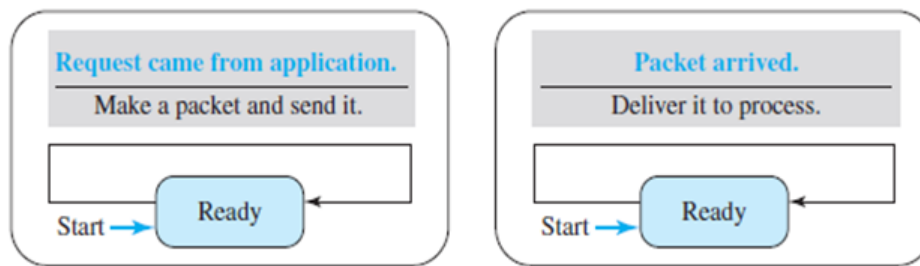 Request came from application.
Make a packet and send it.
Ready
Start
Packet arrived.
Deliver it to process.
Ready
Start